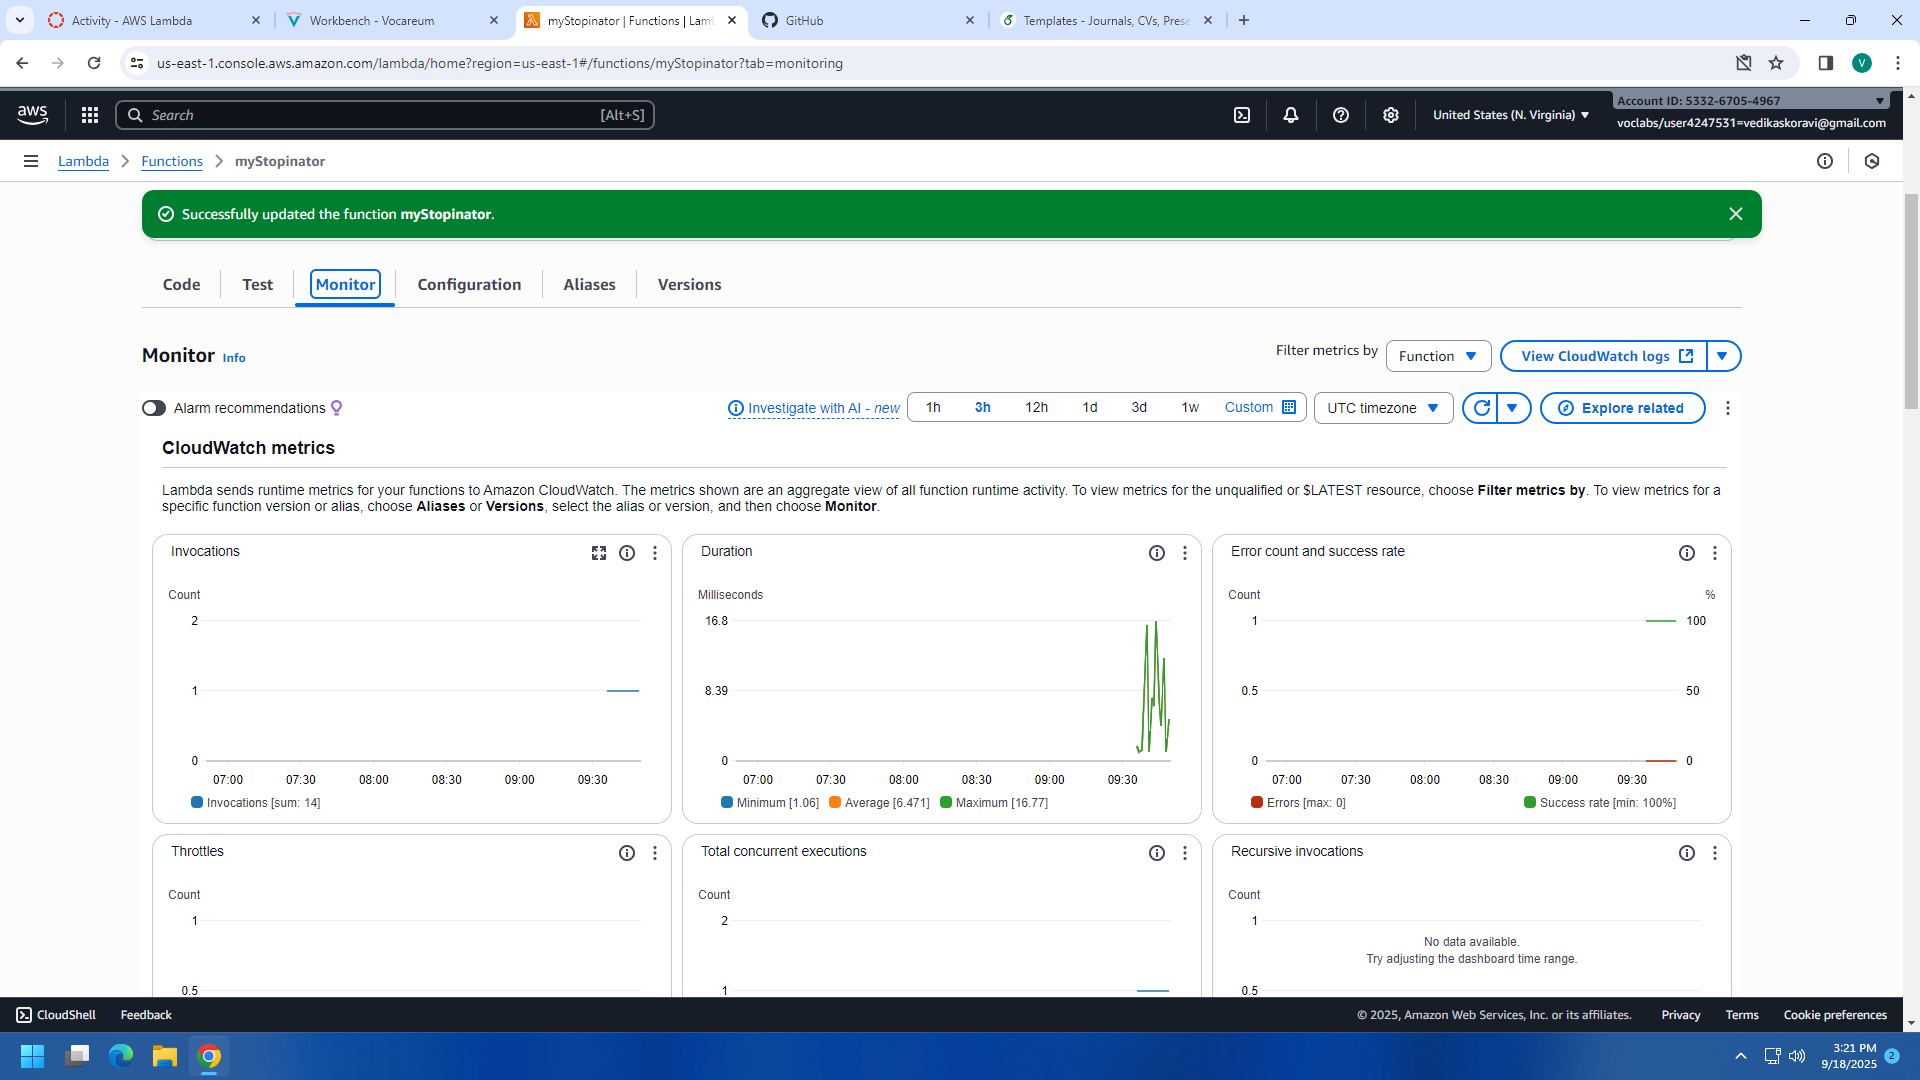 Activity - AWS Lambda
Workbench - Vocareum
myStopinator | Functions | Lamb
GitHub
Templates - Journals, CVs, Prese
us-east-1.console.aws.amazon.com/lambda/home?region=us-east-1#/functions/myStopinator?tab=monitoring
V
aws
Search
[Alt+S]
United States (N. Virginia)
Account ID: 5332-6705-4967
voclabs/user4247531=vedikaskoravi@gmail.com
Lambda
Functions
myStopinator
Successfully updated the function myStopinator.
Code
Test
Monitor
Configuration
Aliases
Versions
Monitor Info
Filter metrics by
Function
View CloudWatch logs
Alarm recommendations
Investigate with AI - new
1h
3h
12h
1d
3d
1w
Custom
UTC timezone
Explore related
CloudWatch metrics
Lambda sends runtime metrics for your functions to Amazon CloudWatch. The metrics shown are an aggregate view of all function runtime activity. To view metrics for the unqualified or $LATEST resource, choose Filter metrics by. To view metrics for a
specific function version or alias, choose Aliases or Versions, select the alias or version, and then choose Monitor.
Invocations
Count
2
1
0
07:00
07:30
08:00
08:30
09:00
09:30
Invocations [sum: 14]
Duration
Milliseconds
16.8
8.39
0
07:00
07:30
08:00
08:30
09:00
09:30
Minimum [1.06]
Average [6.471]
Maximum [16.77]
Error count and success rate
Count
%
1
100
0.5
50
0
0
07:00
07:30
08:00
08:30
09:00
09:30
Errors [max: 0]
Success rate [min: 100%]
Throttles
Count
1
0.5
Total concurrent executions
Count
2
1
Recursive invocations
Count
1
No data available.
Try adjusting the dashboard time range.
0.5
CloudShell
Feedback
© 2025, Amazon Web Services, Inc. or its affiliates.
Privacy
Terms
Cookie preferences
3:21 PM
9/18/2025
2